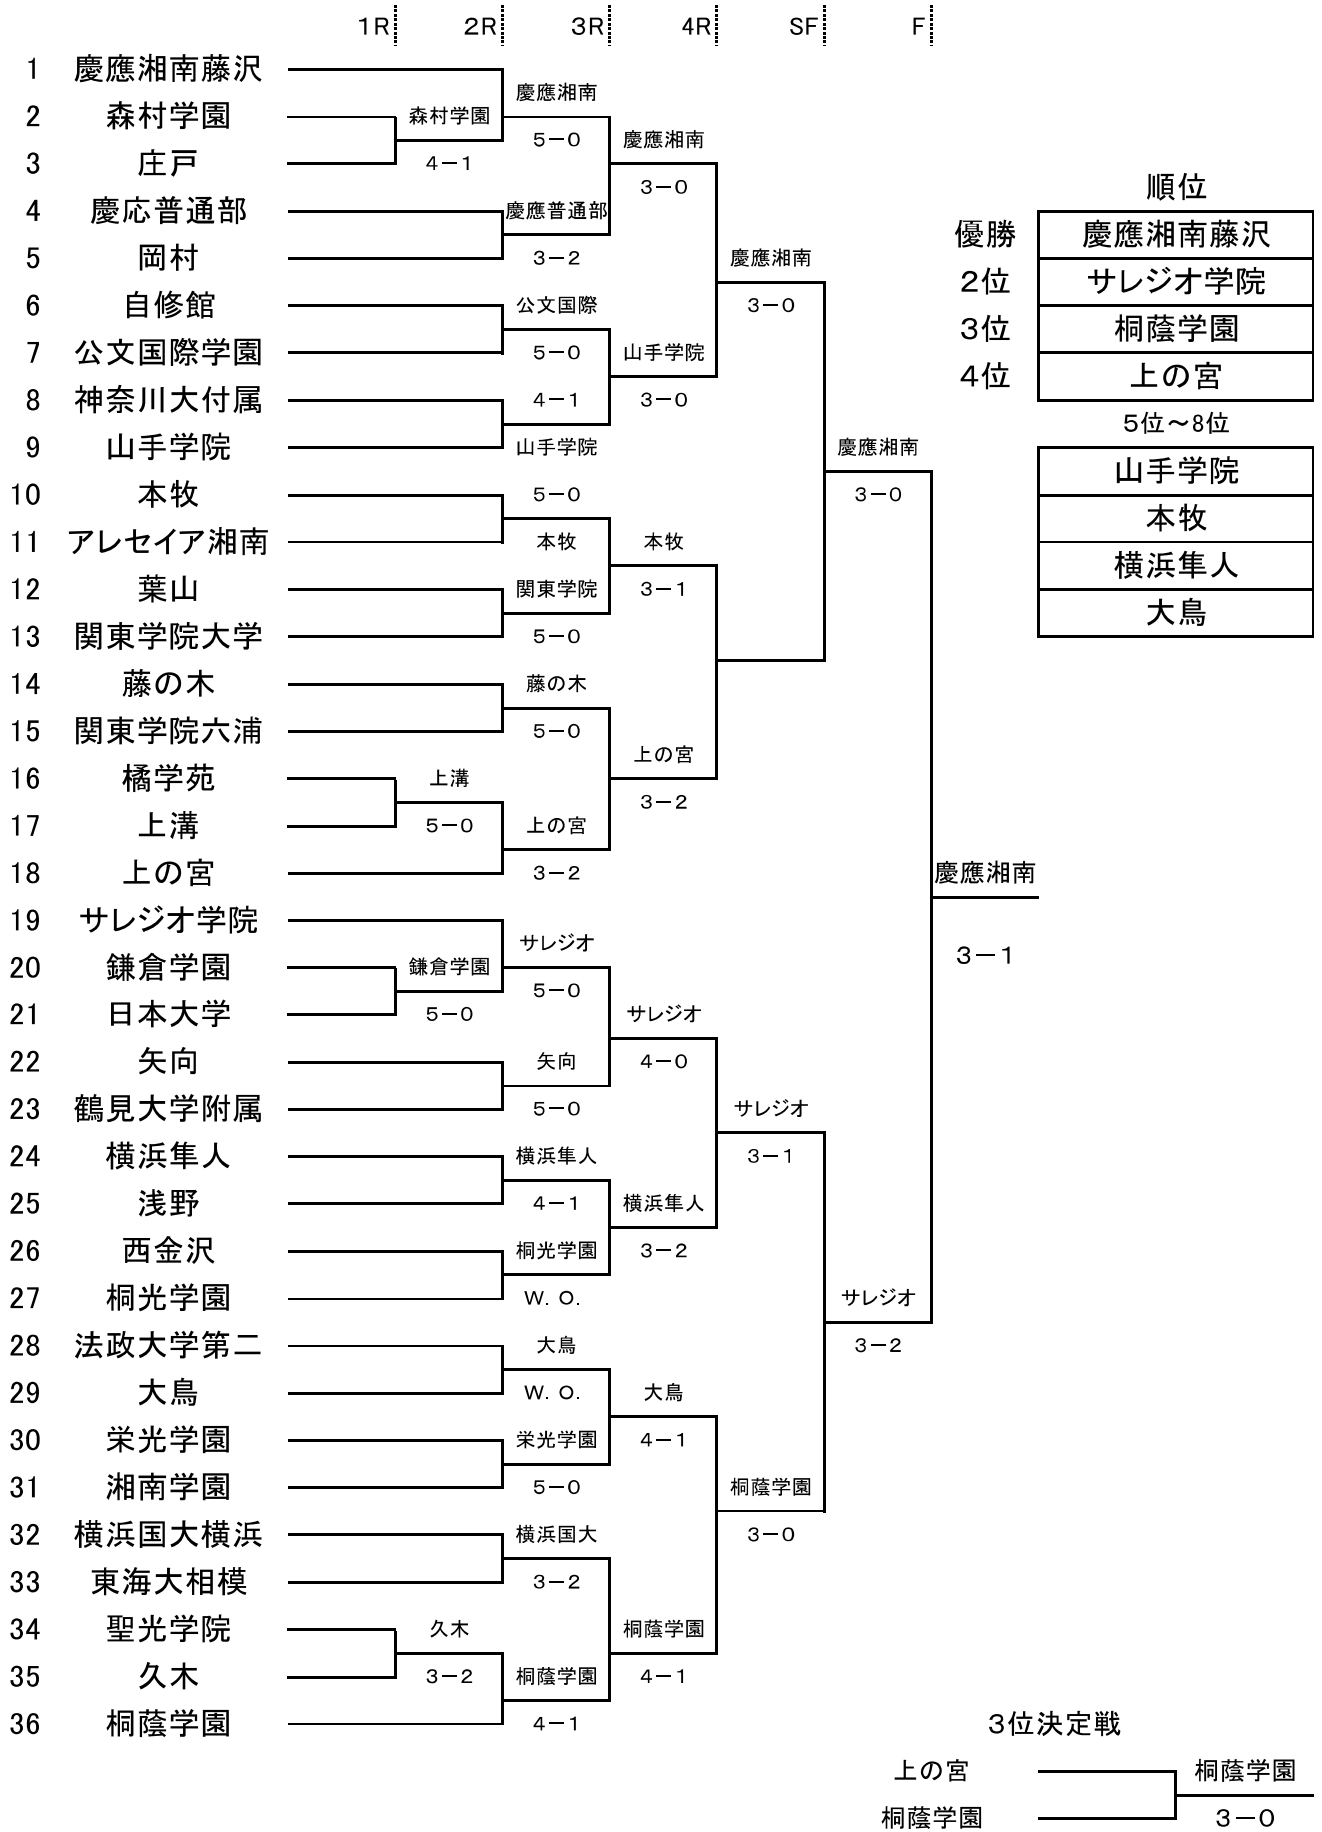 1R 2R 3R 4R SF F
1 慶應湘南藤沢
慶應湘南
2 森村学園 森村学園
5－0 慶應湘南
3 庄戸 4－1
3－0
4 慶応普通部 慶應普通部
5 岡村 3－2 慶應湘南
6 自修館 公文国際 3－0
7 公文国際学園 5－0 山手学院
8 神奈川大付属 4－1 3－0
9 山手学院 山手学院 慶應湘南
10 本牧 5－0 3－0
11 アレセイア湘南 本牧 本牧
12 葉山 関東学院 3－1
13 関東学院大学 5－0
14 藤の木 藤の木
15 関東学院六浦 5－0 上の宮
16 橘学苑 上溝 3－2
17 上溝 5－0 上の宮
18 上の宮 3－2 慶應湘南
19 サレジオ学院
サレジオ 3－1
20 鎌倉学園 鎌倉学園
5－0
21 日本大学 5－0 サレジオ
22 矢向 矢向 4－0
23 鶴見大学附属 5－0 サレジオ
24 横浜隼人 横浜隼人 3－1
25 浅野 4－1 横浜隼人
26 西金沢 桐光学園 3－2
27 桐光学園 W. O. サレジオ
28 法政大学第二 大鳥 3－2
29 大鳥 W. O. 大鳥
30 栄光学園 栄光学園 4－1
31 湘南学園 5－0 桐蔭学園
32 横浜国大横浜 横浜国大 3－0
33 東海大相模 3－2
34 聖光学院 久木 桐蔭学園
35 久木 3－2 桐蔭学園 4－1
36 桐蔭学園 4－1
順位
優勝 慶應湘南藤沢
2位 サレジオ学院
3位 桐蔭学園
4位 上の宮
5位～8位
山手学院
本牧
横浜隼人
大鳥
3位決定戦
上の宮 桐蔭学園
桐蔭学園 3－0